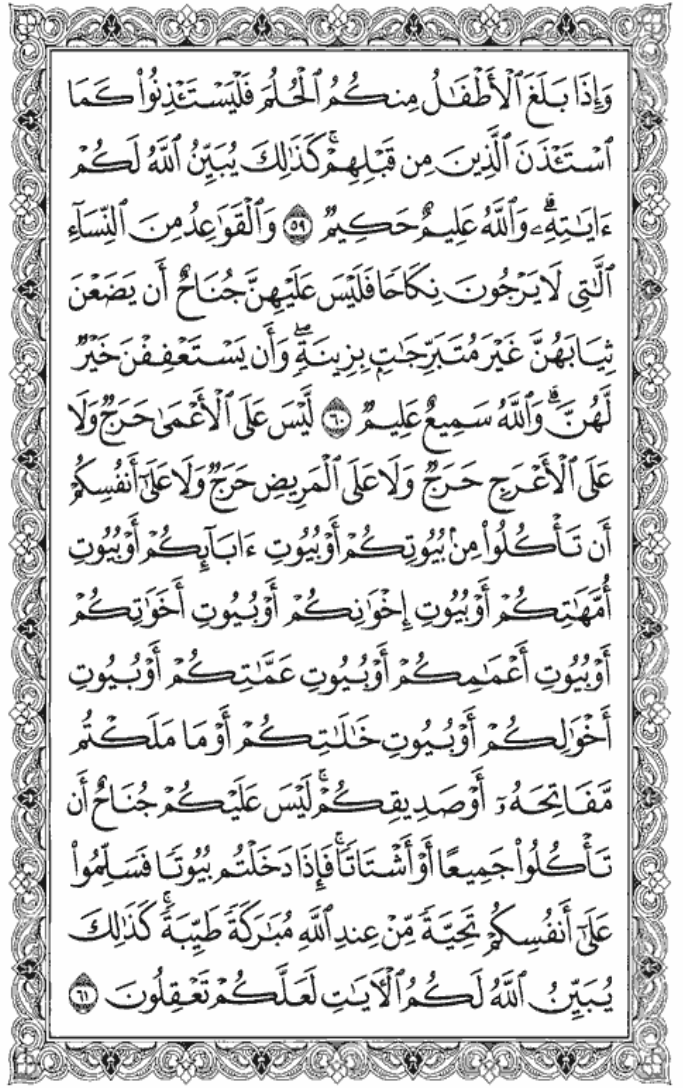 وَإِذَا بَلَغَ ٱلْأَطْفَٰلُ مِنكُمُ ٱلْحُلُمَ فَلْيَسْتَـْٔذِنُوا۟ كَمَا
ٱسْتَـْٔذَنَ ٱلَّذِينَ مِن قَبْلِهِمْ ۚ كَذَٰلِكَ يُبَيِّنُ ٱللَّهُ لَكُمْ
ءَايَٰتِهِۦ ۗ وَٱللَّهُ عَلِيمٌ حَكِيمٌ ٥٩ وَٱلْقَوَٰعِدُ مِنَ ٱلنِّسَآءِ
ٱلَّٰتِى لَا يَرْجُونَ نِكَاحًا فَلَيْسَ عَلَيْهِنَّ جُنَاحٌ أَن يَضَعْنَ
ثِيَابَهُنَّ غَيْرَ مُتَبَرِّجَٰتٍۭ بِزِينَةٍ ۖ وَأَن يَسْتَعْفِفْنَ خَيْرٌ
لَّهُنَّ ۗ وَٱللَّهُ سَمِيعٌ عَلِيمٌ ٦٠ لَّيْسَ عَلَى ٱلْأَعْمَىٰ حَرَجٌ وَلَا
عَلَى ٱلْأَعْرَجِ حَرَجٌ وَلَا عَلَى ٱلْمَرِيضِ حَرَجٌ وَلَا عَلَىٰٓ أَنفُسِكُمْ
أَن تَأْكُلُوا۟ مِنۢ بُيُوتِكُمْ أَوْ بُيُوتِ ءَابَآئِكُمْ أَوْ بُيُوتِ
أُمَّهَٰتِكُمْ أَوْ بُيُوتِ إِخْوَٰنِكُمْ أَوْ بُيُوتِ أَخَوَٰتِكُمْ
أَوْ بُيُوتِ أَعْمَٰمِكُمْ أَوْ بُيُوتِ عَمَّٰتِكُمْ أَوْ بُيُوتِ
أَخْوَٰلِكُمْ أَوْ بُيُوتِ خَٰلَٰتِكُمْ أَوْ مَا مَلَكْتُم
مَّفَاتِحَهُۥٓ أَوْ صَدِيقِكُمْ ۚ لَيْسَ عَلَيْكُمْ جُنَاحٌ أَن
تَأْكُلُوا۟ جَمِيعًا أَوْ أَشْتَاتًا ۚ فَإِذَا دَخَلْتُم بُيُوتًا فَسَلِّمُوا۟
عَلَىٰٓ أَنفُسِكُمْ تَحِيَّةً مِّنْ عِندِ ٱللَّهِ مُبَٰرَكَةً طَيِّبَةً ۚ كَذَٰلِكَ
يُبَيِّنُ ٱللَّهُ لَكُمُ ٱلْءَايَٰتِ لَعَلَّكُمْ تَعْقِلُونَ ٦١